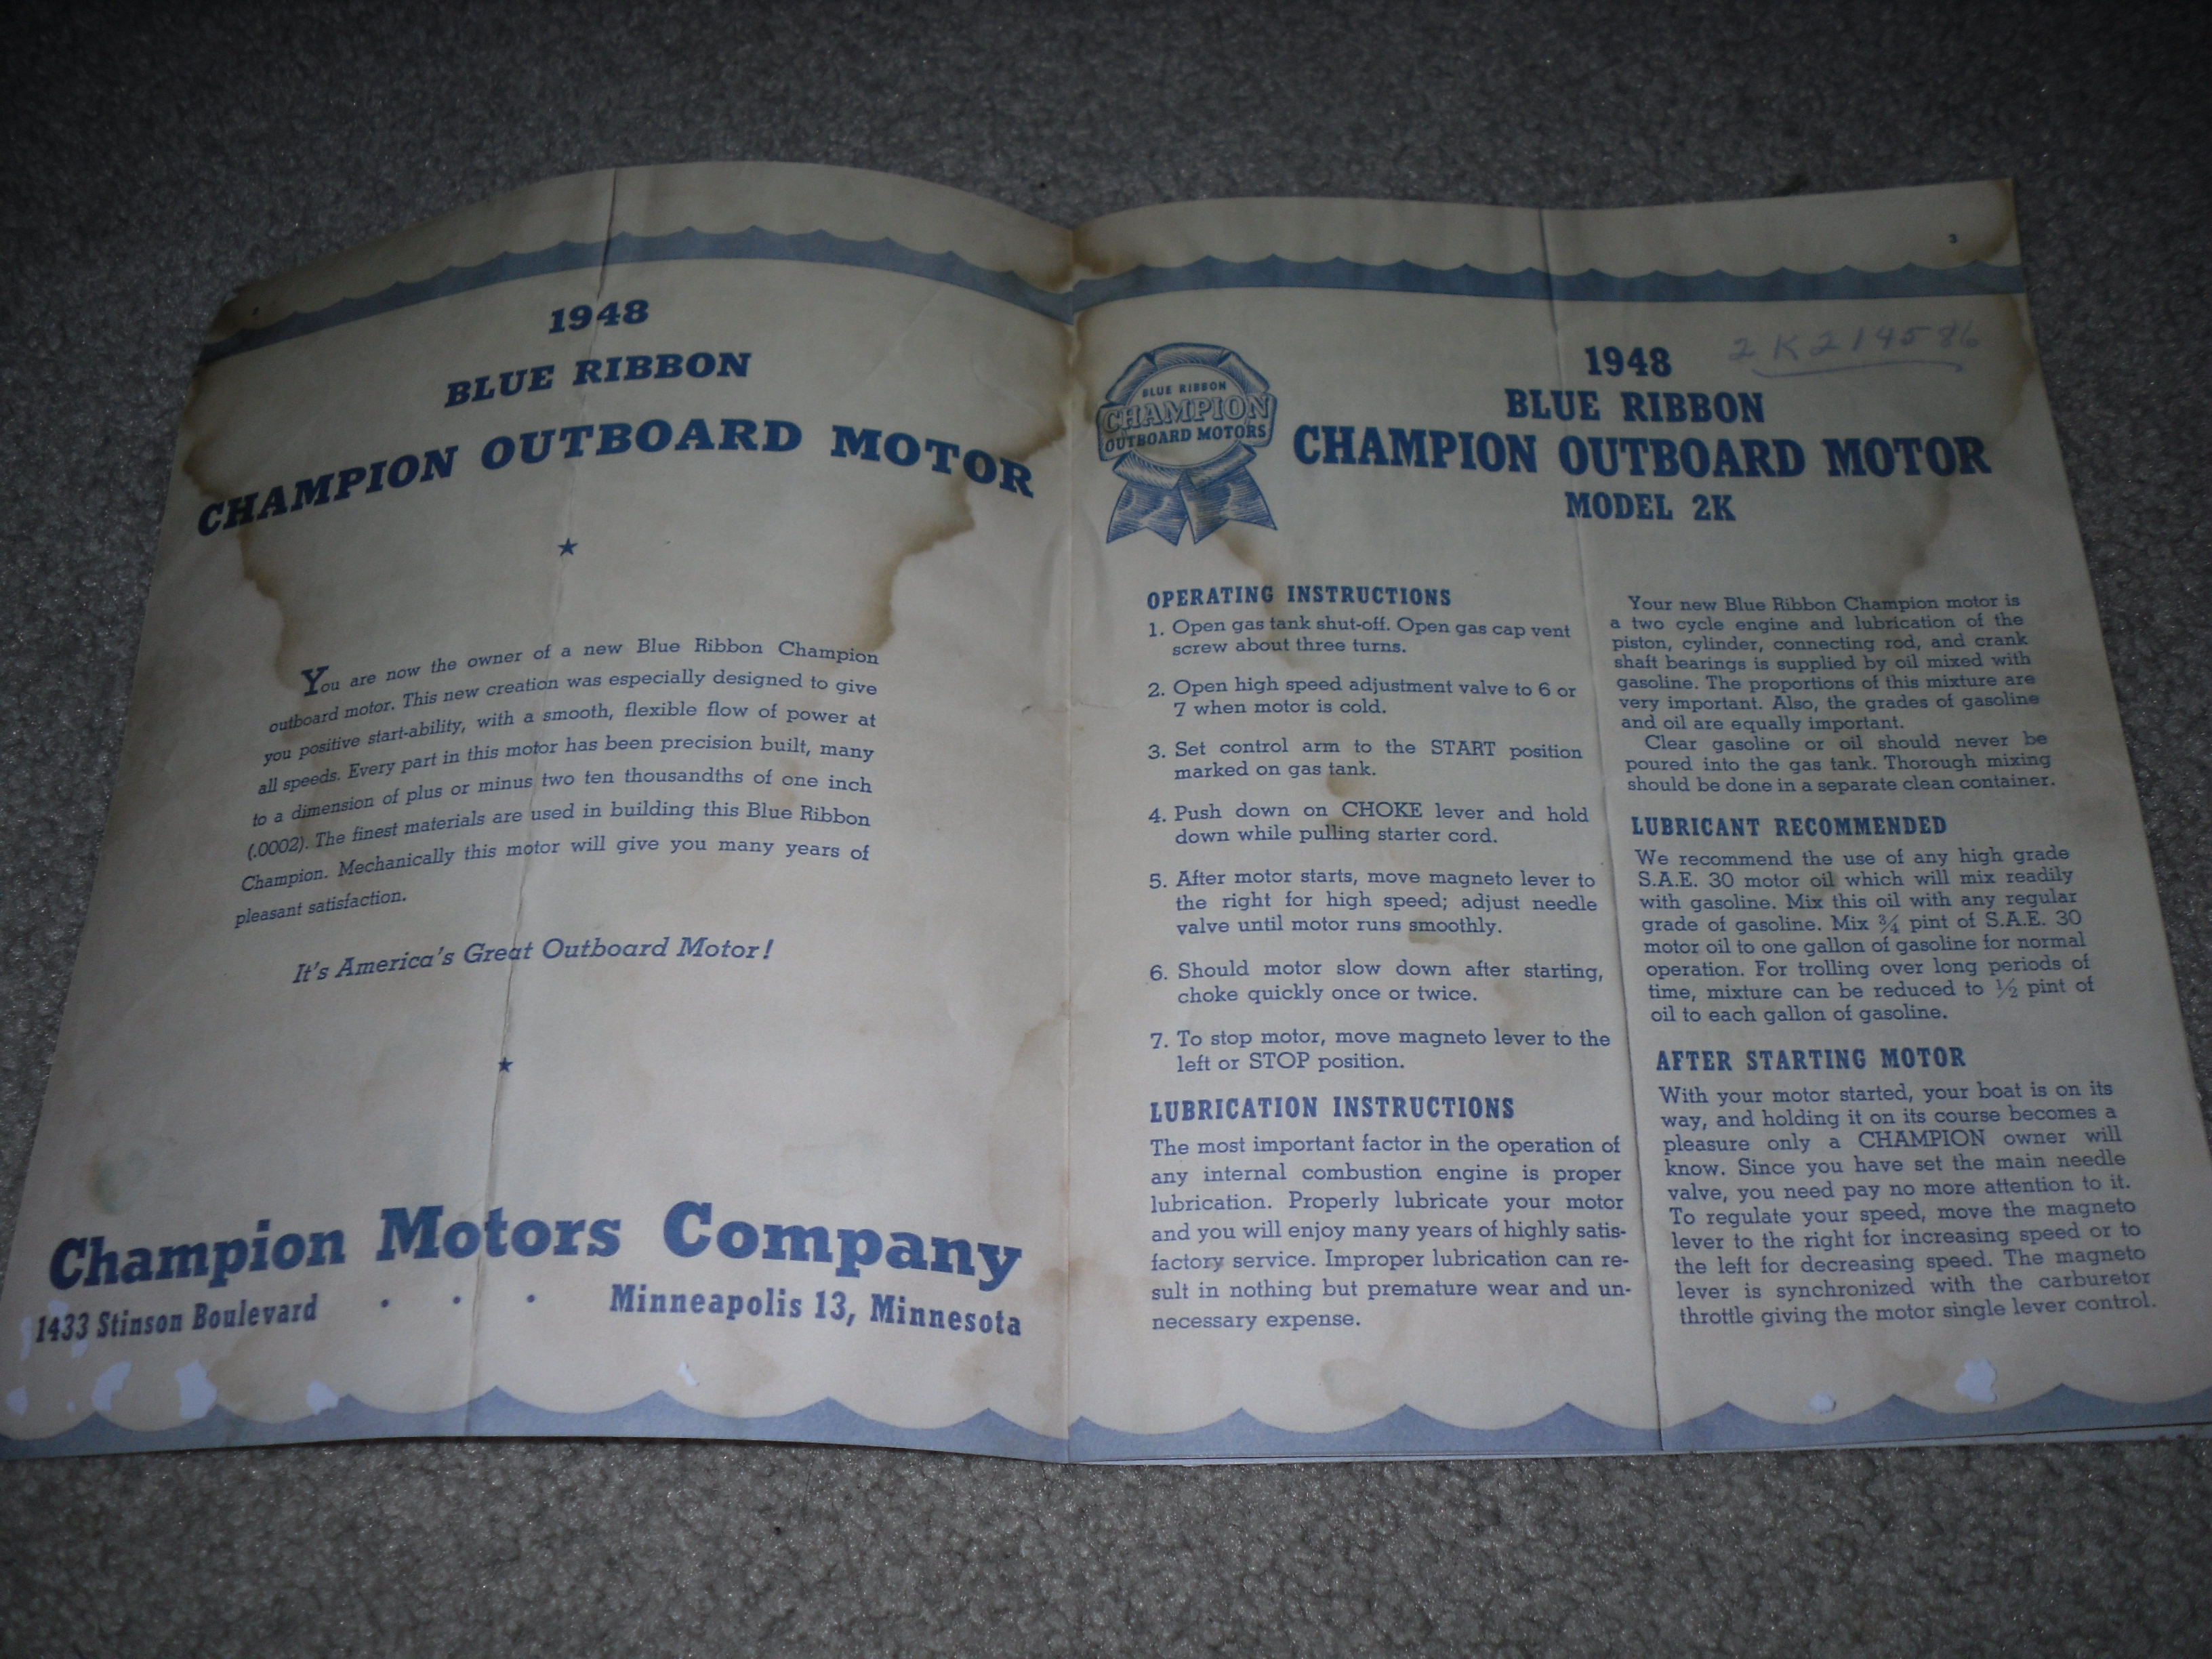 1948
BLUE RIBBON
CHAMPION OUTBOARD MOTOR
You are now the owner of a new Blue Ribbon Champion
outboard motor. This new creation was especially designed to give
you positive start-ability, with a smooth, flexible flow of power at
all speeds. Every part in this motor has been precision built, many
to a dimension of plus or minus two ten thousandths of one inch
(.0002). The finest materials are used in building this Blue Ribbon
Champion. Mechanically this motor will give you many years of
pleasant satisfaction.
It's America's Great Outboard Motor!
Champion Motors Company
1433 Stinson Boulevard . . . Minneapolis 13, Minnesota
3
2K214586
BLUE RIBBON
CHAMPION
OUTBOARD MOTORS
1948
BLUE RIBBON
CHAMPION OUTBOARD MOTOR
MODEL 2K
OPERATING INSTRUCTIONS
1. Open gas tank shut-off. Open gas cap vent
screw about three turns.
2. Open high speed adjustment valve to 6 or
7 when motor is cold.
3. Set control arm to the START position
marked on gas tank.
4. Push down on CHOKE lever and hold
down while pulling starter cord.
5. After motor starts, move magneto lever to
the right for high speed; adjust needle
valve until motor runs smoothly.
6. Should motor slow down after starting,
choke quickly once or twice.
7. To stop motor, move magneto lever to the
left or STOP position.
LUBRICATION INSTRUCTIONS
The most important factor in the operation of
any internal combustion engine is proper
lubrication. Properly lubricate your motor
and you will enjoy many years of highly satis-
factory service. Improper lubrication can re-
sult in nothing but premature wear and un-
necessary expense.
Your new Blue Ribbon Champion motor is
a two cycle engine and lubrication of the
piston, cylinder, connecting rod, and crank
shaft bearings is supplied by oil mixed with
gasoline. The proportions of this mixture are
very important. Also, the grades of gasoline
and oil are equally important.
Clear gasoline or oil should never be
poured into the gas tank. Thorough mixing
should be done in a separate clean container.
LUBRICANT RECOMMENDED
We recommend the use of any high grade
S.A.E. 30 motor oil which will mix readily
with gasoline. Mix this oil with any regular
grade of gasoline. Mix ¾ pint of S.A.E. 30
motor oil to one gallon of gasoline for normal
operation. For trolling over long periods of
time, mixture can be reduced to ½ pint of
oil to each gallon of gasoline.
AFTER STARTING MOTOR
With your motor started, your boat is on its
way, and holding it on its course becomes a
pleasure only a CHAMPION owner will
know. Since you have set the main needle
valve, you need pay no more attention to it.
To regulate your speed, move the magneto
lever to the right for increasing speed or to
the left for decreasing speed. The magneto
lever is synchronized with the carburetor
throttle giving the motor single lever control.